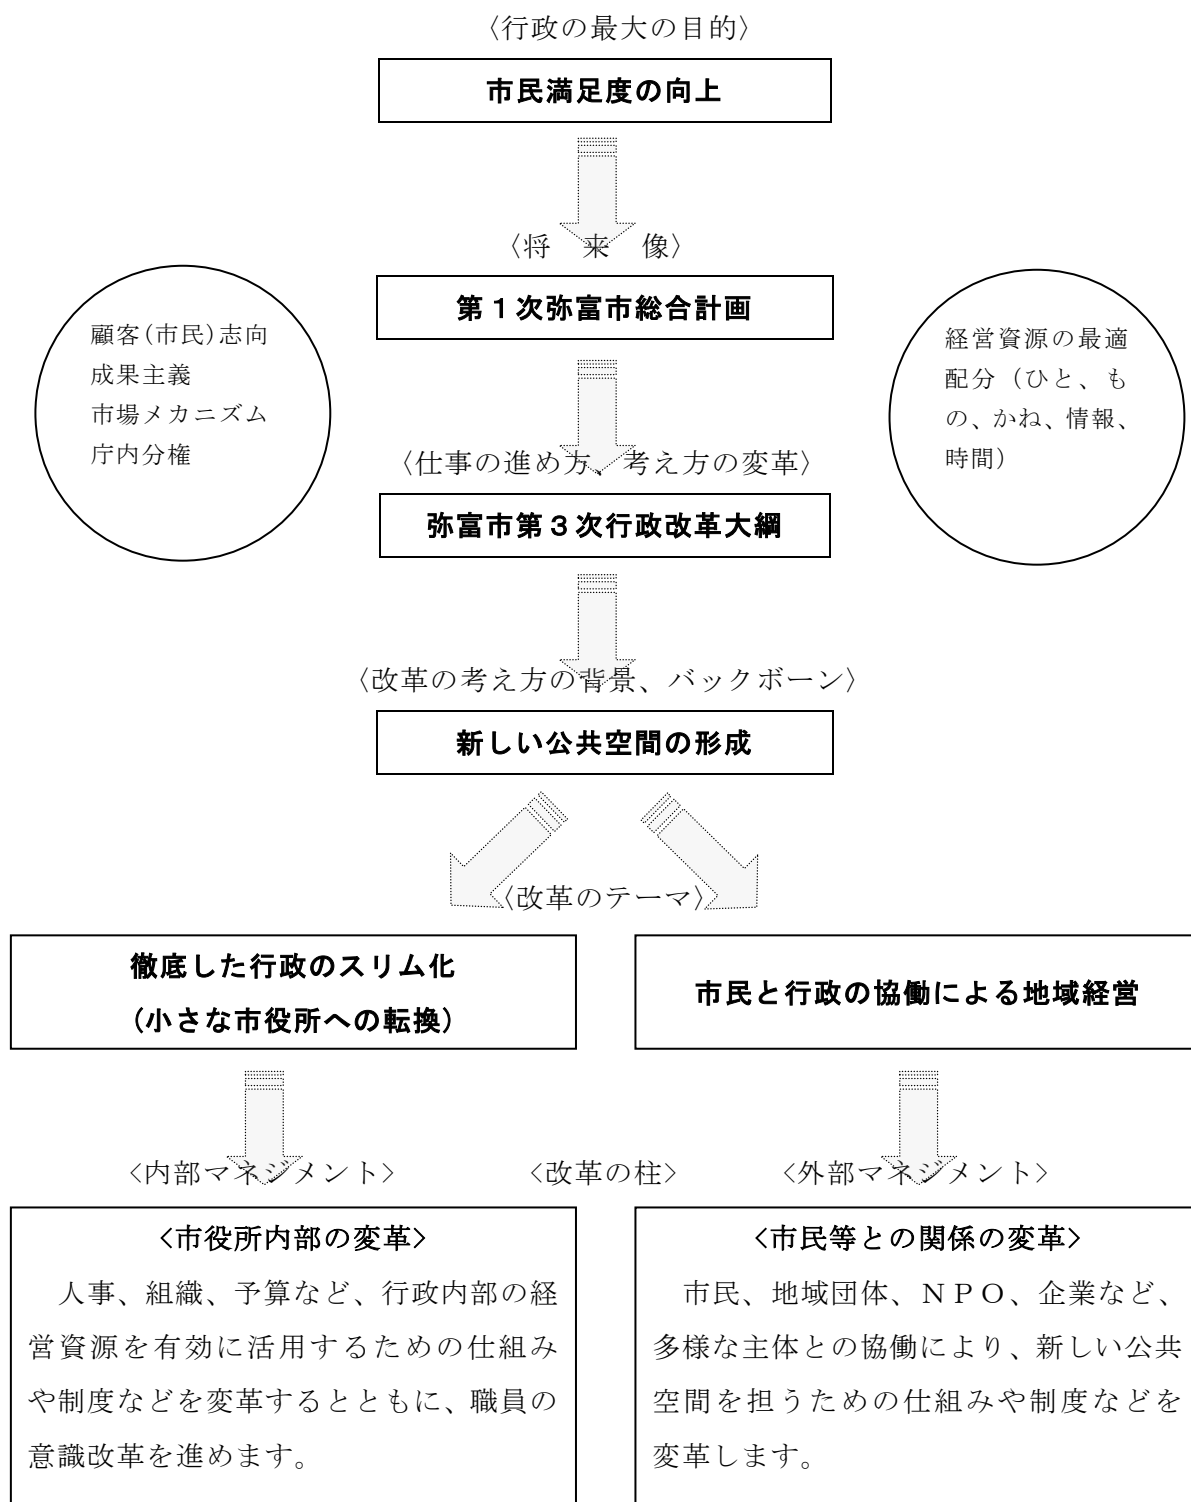 〈行政の最大の目的〉
市民満足度の向上
〈将　来　像〉
第１次弥富市総合計画
顧客(市民)志向
成果主義
市場メカニズム
庁内分権
経営資源の最適
配分（ひと、も
の、かね、情報、
時間）
〈仕事の進め方、考え方の変革〉
弥富市第３次行政改革大綱
〈改革の考え方の背景、バックボーン〉
新しい公共空間の形成
〈改革のテーマ〉
徹底した行政のスリム化
(小さな市役所への転換)
市民と行政の協働による地域経営
<内部マネジメント>
<改革の柱>
<外部マネジメント>
<市役所内部の変革>
人事、組織、予算など、行政内部の経
営資源を有効に活用するための仕組み
や制度などを変革するとともに、職員の
意識改革を進めます。
<市民等との関係の変革>
市民、地域団体、ＮＰＯ、企業など、
多様な主体との協働により、新しい公共
空間を担うための仕組みや制度などを
変革します。